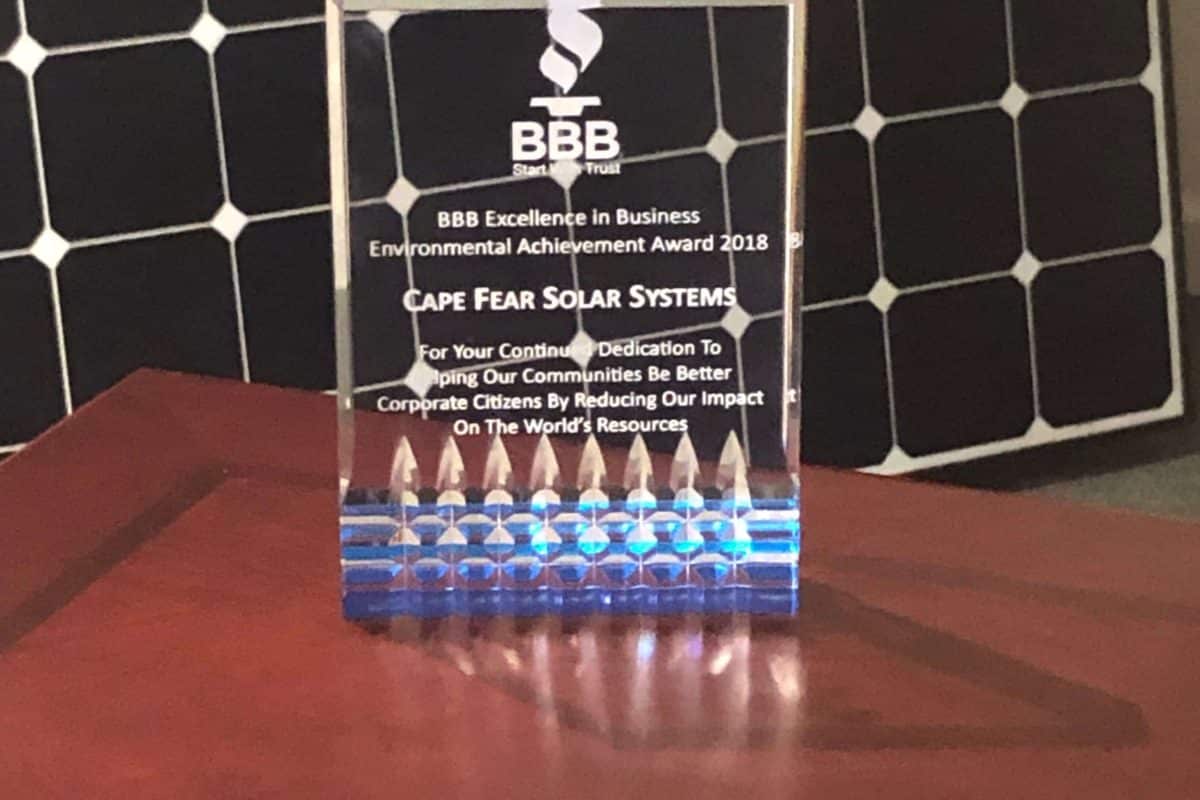 BBB
Start With Trust
BBB Excellence in Business
Environmental Achievement Award 2018
CAPE FEAR SOLAR SYSTEMS
For Your Continued Dedication To
Helping Our Communities Be Better
Corporate Citizens By Reducing Our Impact
On The World's Resources